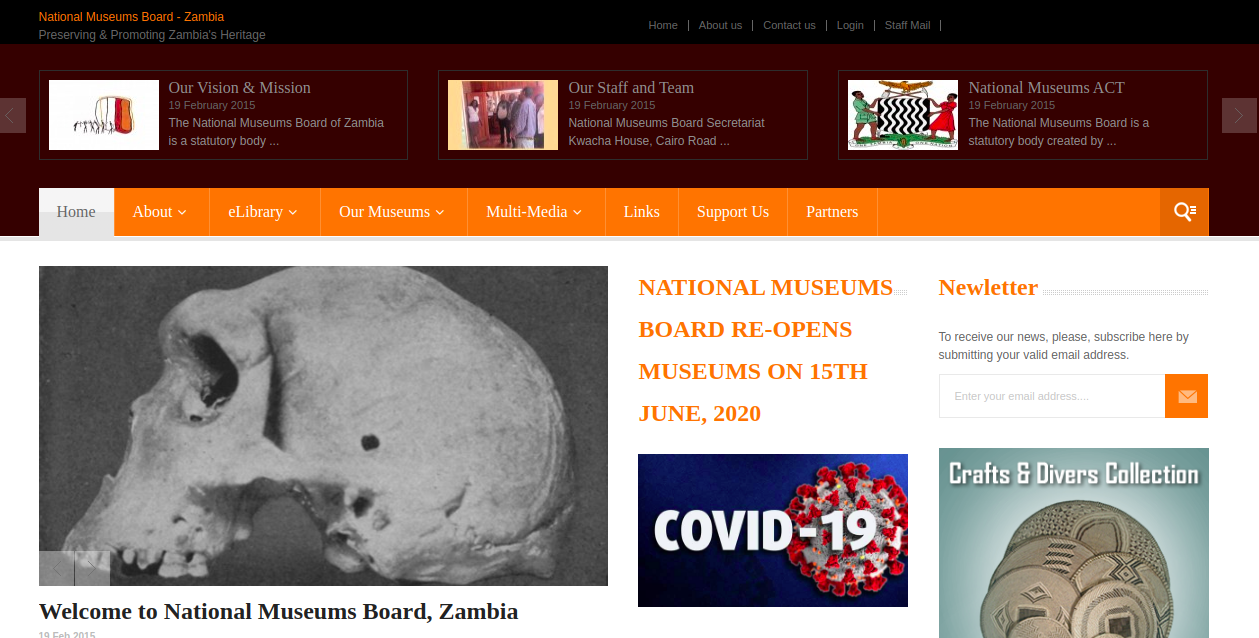 National Museums Board - Zambia
Preserving & Promoting Zambia's Heritage
Home
About us
Contact us
Login
Staff Mail
Our Vision & Mission
19 February 2015
The National Museums Board of Zambia
is a statutory body ...
Our Staff and Team
19 February 2015
National Museums Board Secretariat
Kwacha House, Cairo Road ...
National Museums ACT
19 February 2015
The National Museums Board is a
statutory body created by ...
Home
About
eLibrary
Our Museums
Multi-Media
Links
Support Us
Partners
Welcome to National Museums Board, Zambia
19 Feb 2015
NATIONAL MUSEUMS
BOARD RE-OPENS
MUSEUMS ON 15TH
JUNE, 2020
COVID-19
Newletter
To receive our news, please, subscribe here by
submitting your valid email address.
Enter your email address....
Crafts & Divers Collection